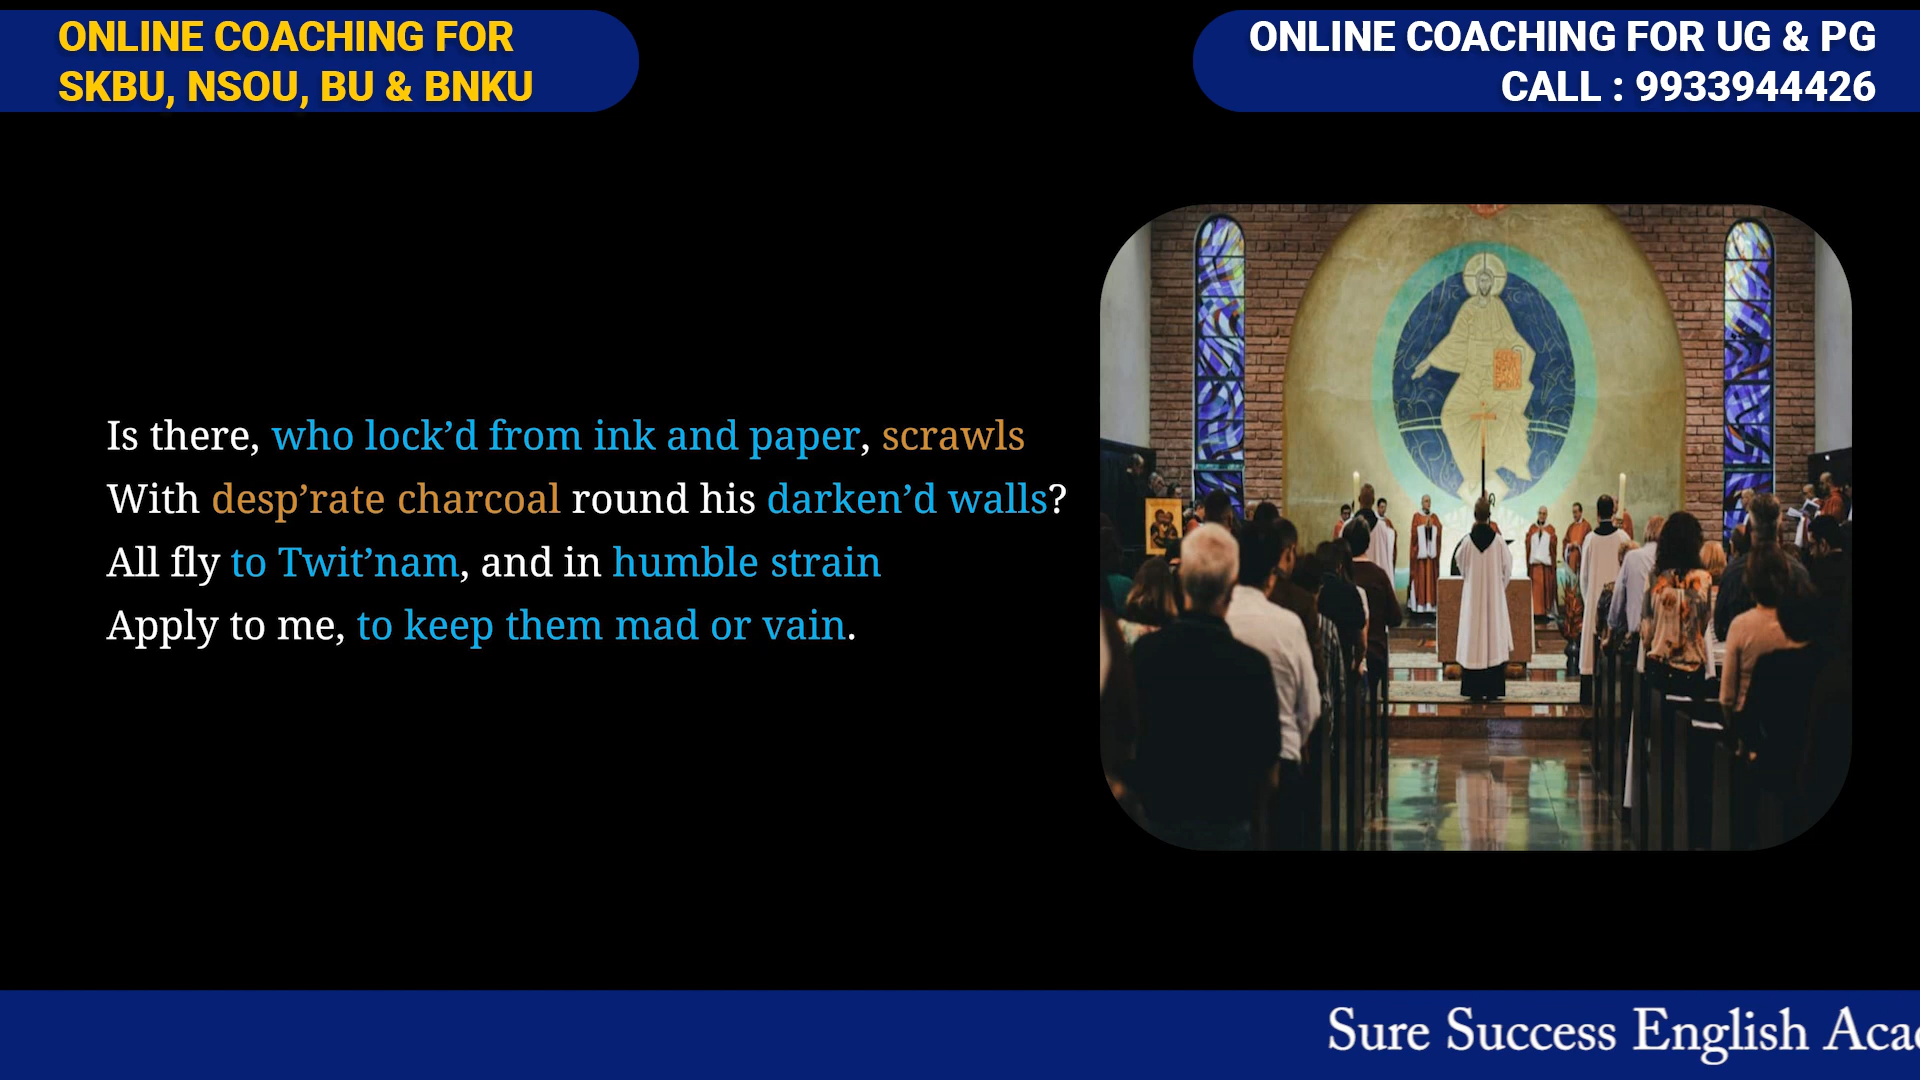 ONLINE COACHING FOR
SKBU, NSOU, BU & BNKU
ONLINE COACHING FOR UG & PG
CALL : 9933944426
Is there, who lock’d from ink and paper, scrawls
With desp’rate charcoal round his darken’d walls?
All fly to Twit’nam, and in humble strain
Apply to me, to keep them mad or vain.
Sure Success English